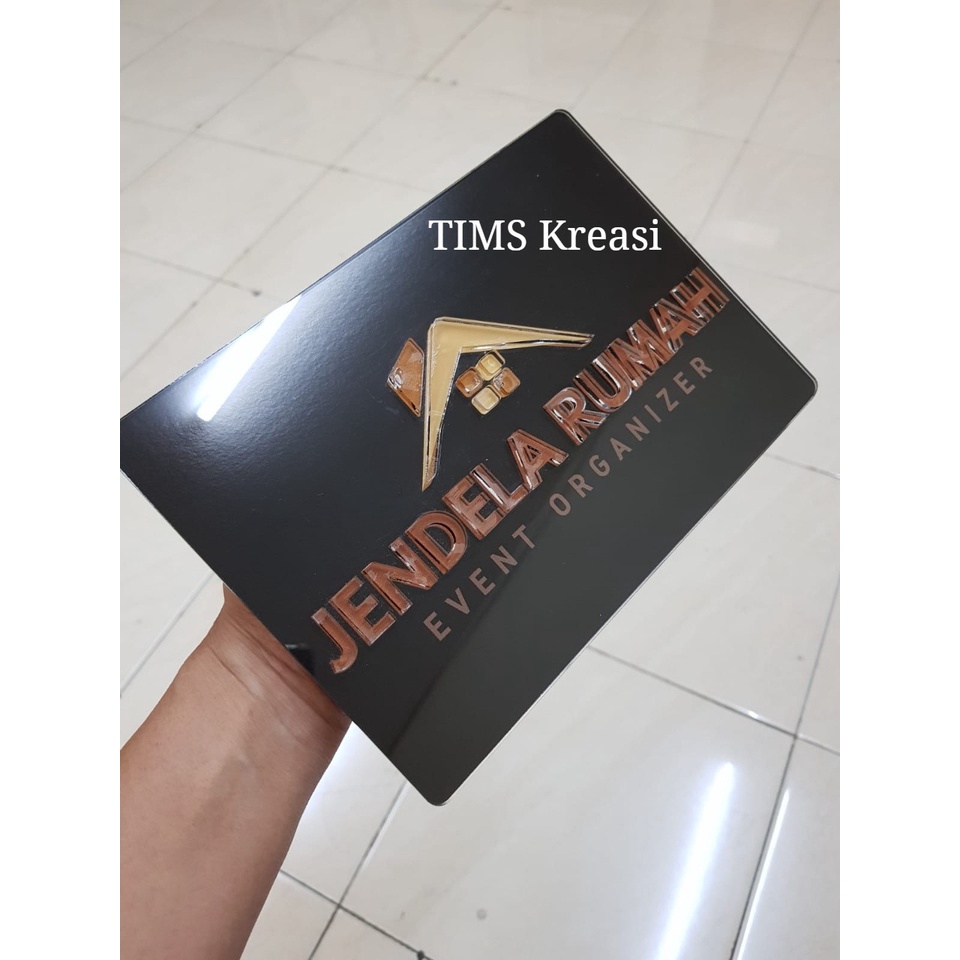 TIMS Kreasi
JENDELA RUMAH
EVENT ORGANIZER